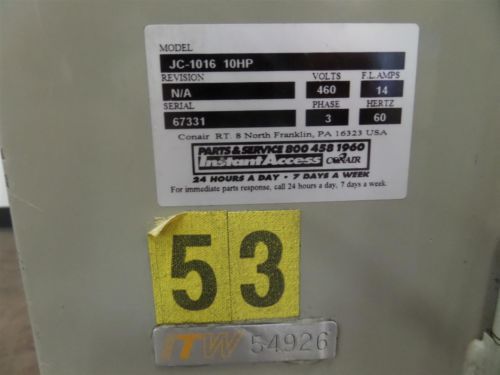 MODEL
JC-1016 10HP
REVISION VOLTS F.L.AMPS
N/A 460 14
SERIAL PHASE HERTZ
67331 3 60
Conair RT. 8 North Franklin, PA 16323 USA
PARTS & SERVICE 800 458 1960
Instant Access CONAIR
24 HOURS A DAY • 7 DAYS A WEEK
For immediate parts response, call 24 hours a day, 7 days a week.
53
ITW 54926